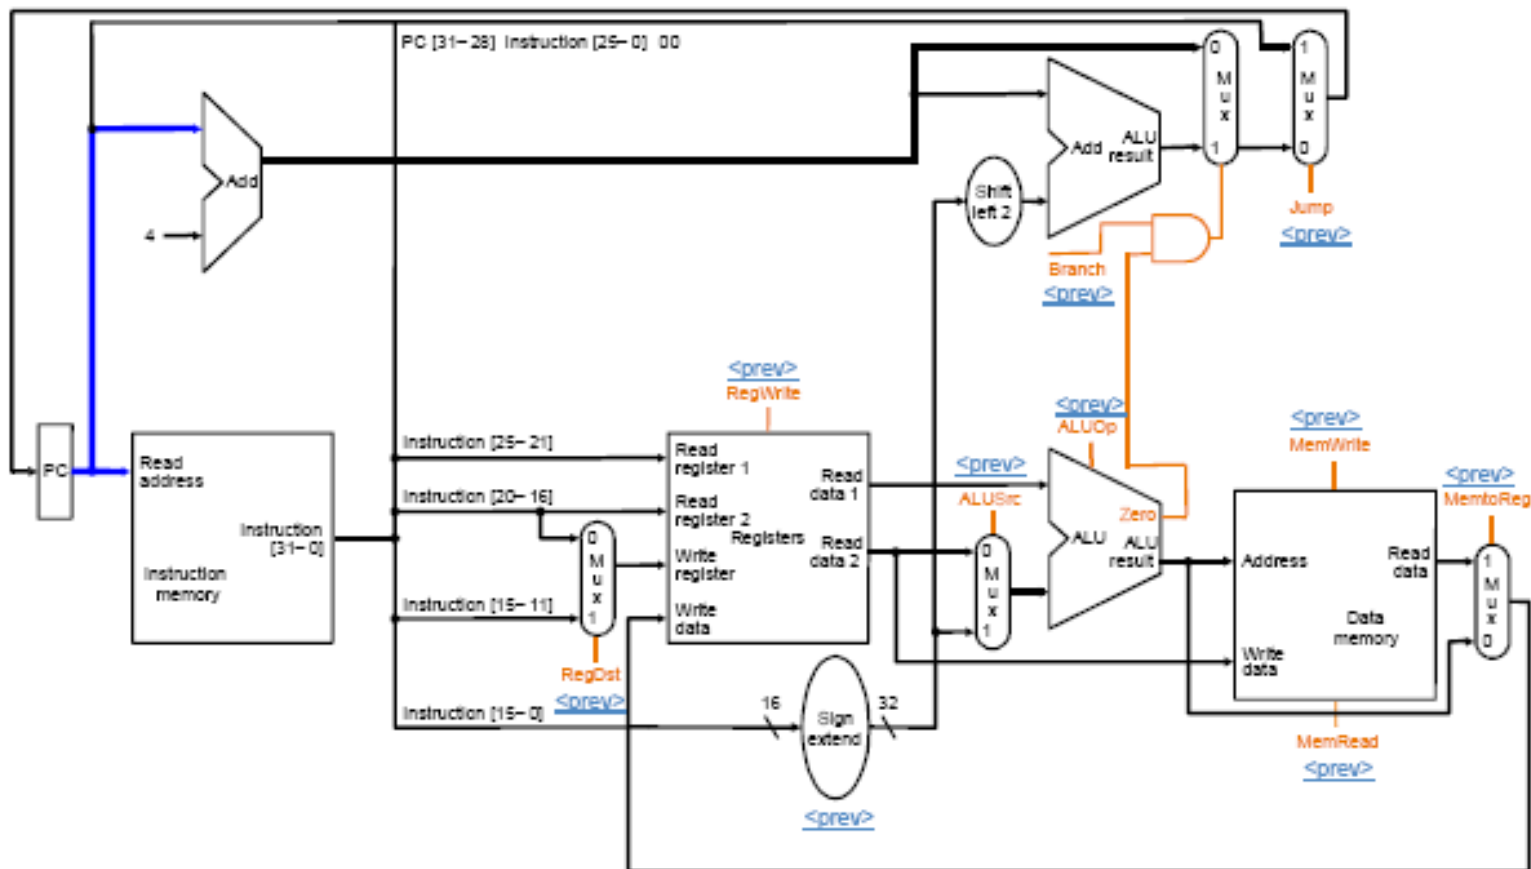 PC [31-28] Instruction [25-0] 00
Add
4
0
M
u
x
1
1
M
u
x
0
Add
ALU
result
Shift
left 2
Jump
<prev>
Branch
<prev>
<prev>
RegWrite
<prev>
ALUOp
<prev>
MemWrite
<prev>
MemtoReg
<prev>
ALUSrc
PC
Read
address
Instruction
[31-0]
Instruction
memory
Instruction [25-21]
Instruction [20-16]
Instruction [15-11]
Instruction [15-0]
0
M
u
x
1
RegDst
<prev>
Read
register 1
Read
register 2
Write
register
Write
data
Registers
Read
data 1
Read
data 2
0
M
u
x
1
Zero
ALU
ALU
result
Address
Read
data
Data
memory
Write
data
1
M
u
x
0
16
Sign
extend
32
<prev>
MemRead
<prev>